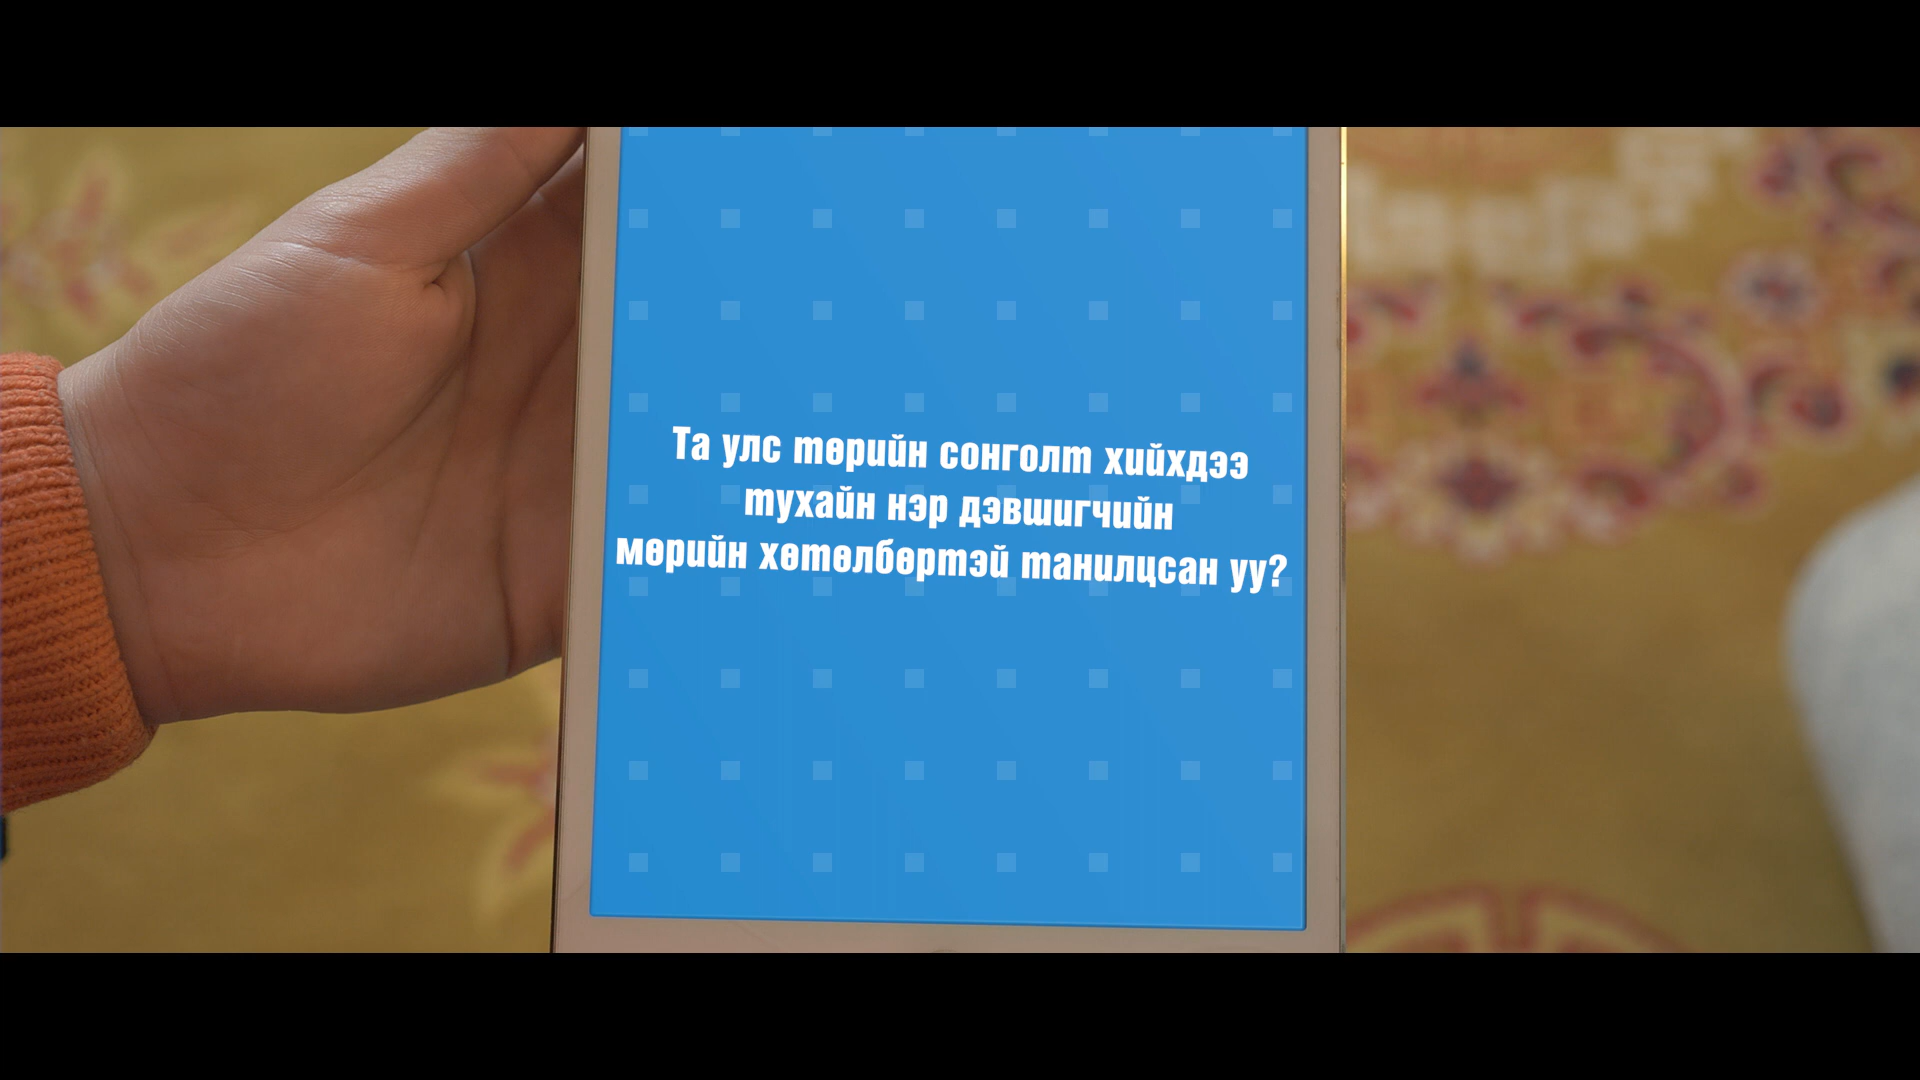 Та улс төрийн сонголт хийхдээ
тухайн нэр дэвшигчийн
мөрийн хөтөлбөртэй танилцсан уу?